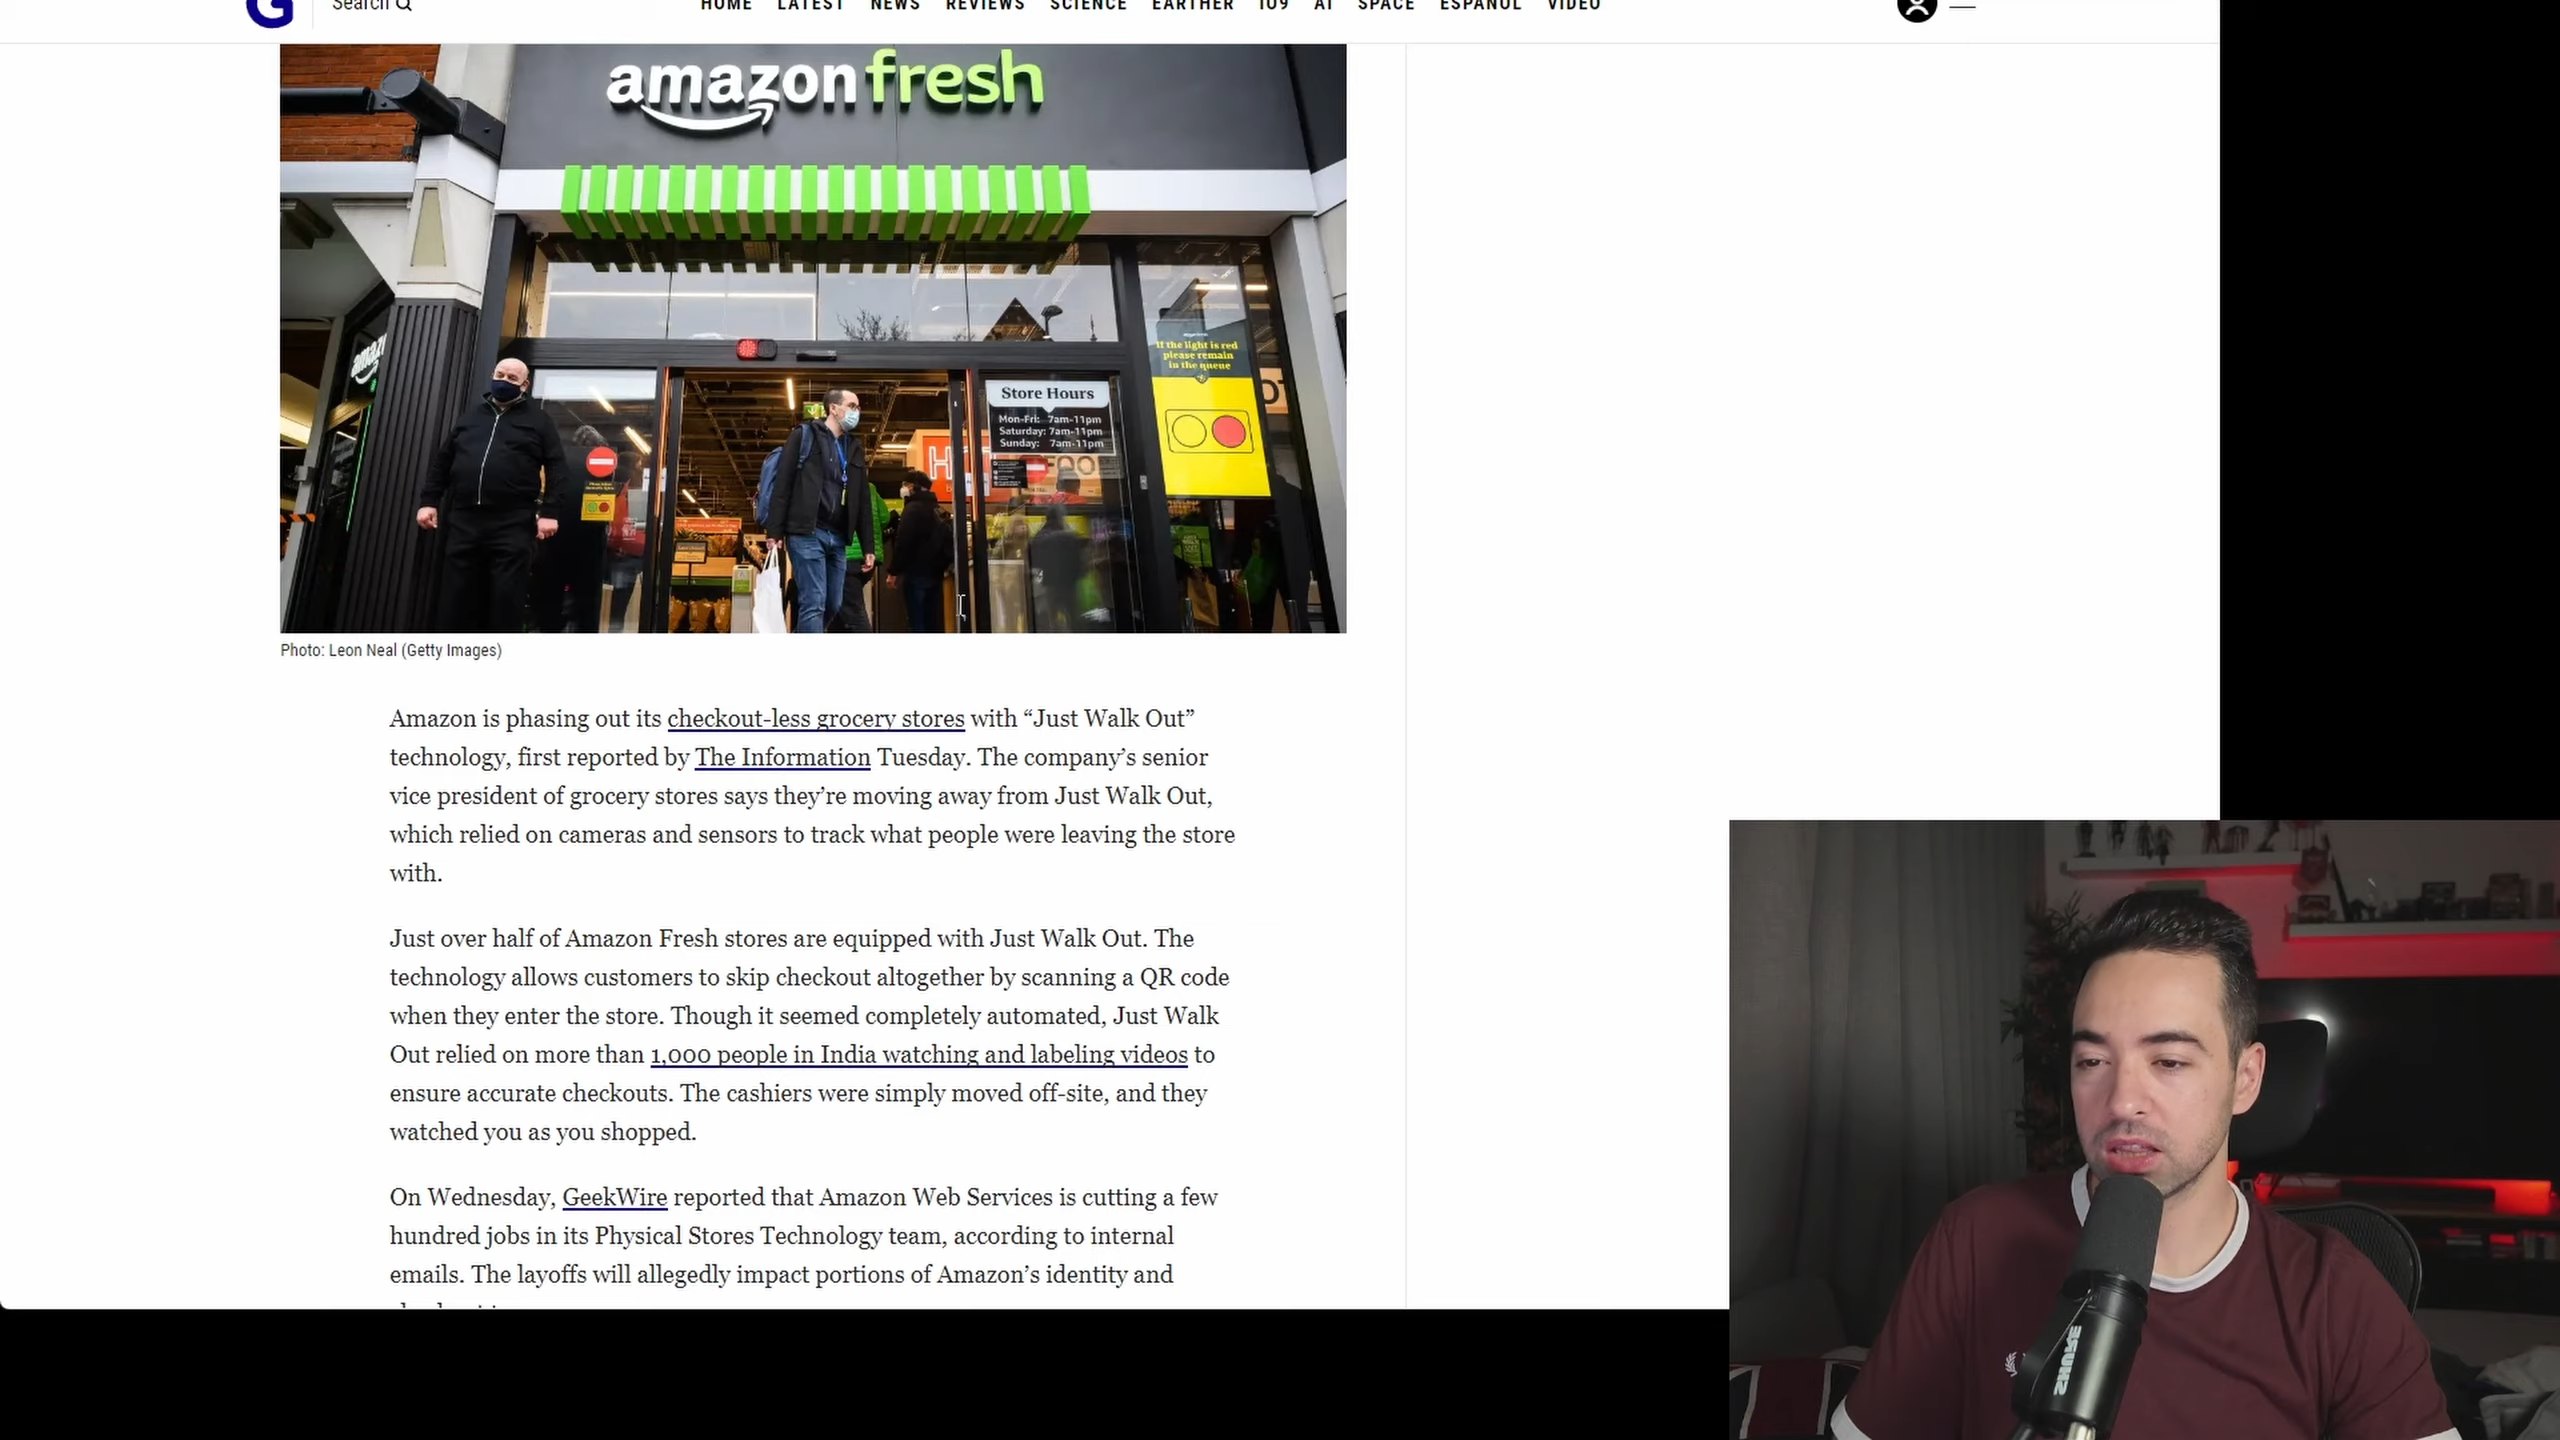 G
Search
HOME LATEST NEWS REVIEWS SCIENCE EARTHER IO9 AI SPACE ESPAÑOL VIDEO
amazon fresh
If the light is red
please remain
in the queue
Store Hours
Mon-Fri: 7am-11pm
Saturday: 7am-11pm
Sunday: 7am-11pm
Photo: Leon Neal (Getty Images)
Amazon is phasing out its checkout-less grocery stores with “Just Walk Out”
technology, first reported by The Information Tuesday. The company’s senior
vice president of grocery stores says they’re moving away from Just Walk Out,
which relied on cameras and sensors to track what people were leaving the store
with.
Just over half of Amazon Fresh stores are equipped with Just Walk Out. The
technology allows customers to skip checkout altogether by scanning a QR code
when they enter the store. Though it seemed completely automated, Just Walk
Out relied on more than 1,000 people in India watching and labeling videos to
ensure accurate checkouts. The cashiers were simply moved off-site, and they
watched you as you shopped.
On Wednesday, GeekWire reported that Amazon Web Services is cutting a few
hundred jobs in its Physical Stores Technology team, according to internal
emails. The layoffs will allegedly impact portions of Amazon’s identity and
SHURE